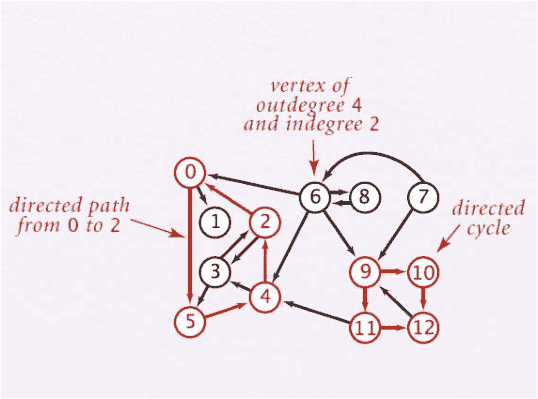 vertex of
outdegree 4
and indegree 2
directed path
from 0 to 2
directed
cycle
0
6
8
7
1
2
3
9
10
4
5
11
12